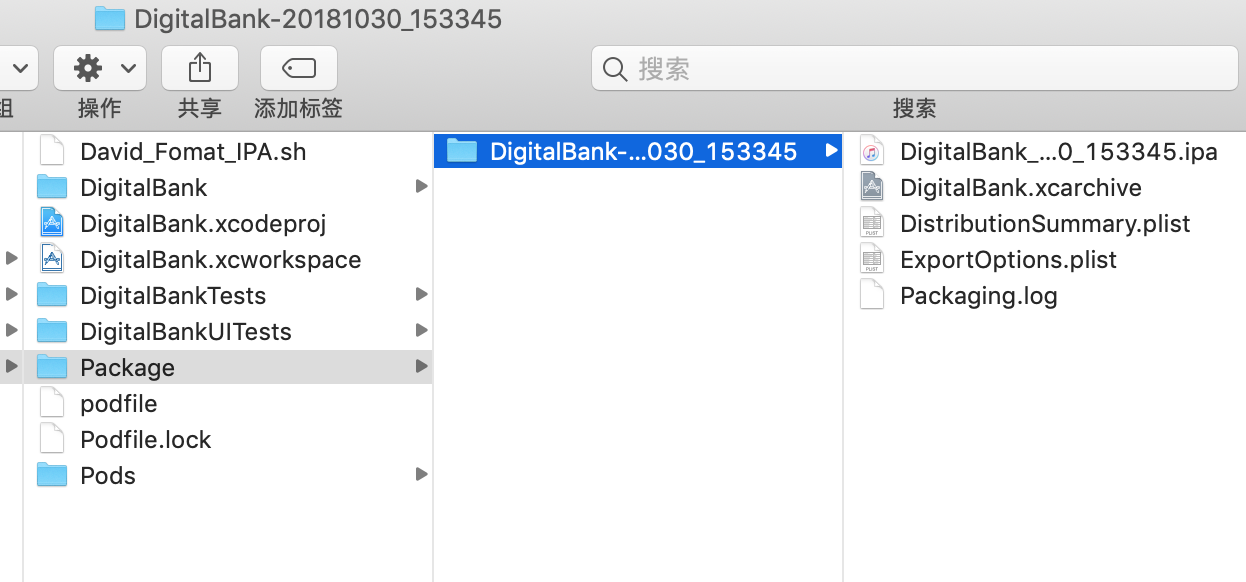 DigitalBank-20181030_153345
搜索
组
操作
共享
添加标签
搜索
David_Fomat_IPA.sh
DigitalBank
DigitalBank.xcodeproj
DigitalBank.xcworkspace
DigitalBankTests
DigitalBankUITests
Package
podfile
Podfile.lock
Pods
DigitalBank-...030_153345
DigitalBank_...0_153345.ipa
DigitalBank.xcarchive
DistributionSummary.plist
ExportOptions.plist
Packaging.log
PLIST
PLIST